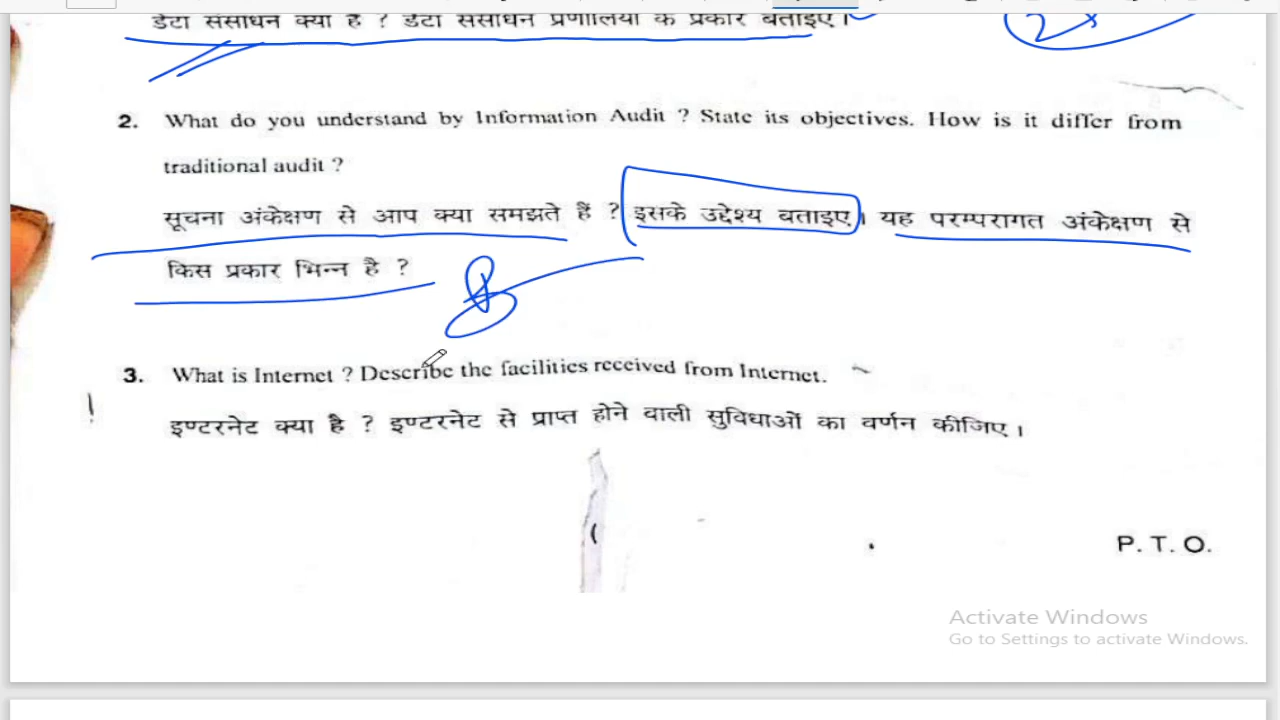 डेटा संसाधन क्या है ? डेटा संसाधन प्रणालियों के प्रकार बताइए।
2. What do you understand by Information Audit ? State its objectives. How is it differ from
traditional audit ?
सूचना अंकेक्षण से आप क्या समझते हैं ? इसके उद्देश्य बताइए। यह परम्परागत अंकेक्षण से
किस प्रकार भिन्न है ?
3. What is Internet ? Describe the facilities received from Internet.
इण्टरनेट क्या है ? इण्टरनेट से प्राप्त होने वाली सुविधाओं का वर्णन कीजिए।
P. T. O.
Activate Windows
Go to Settings to activate Windows.